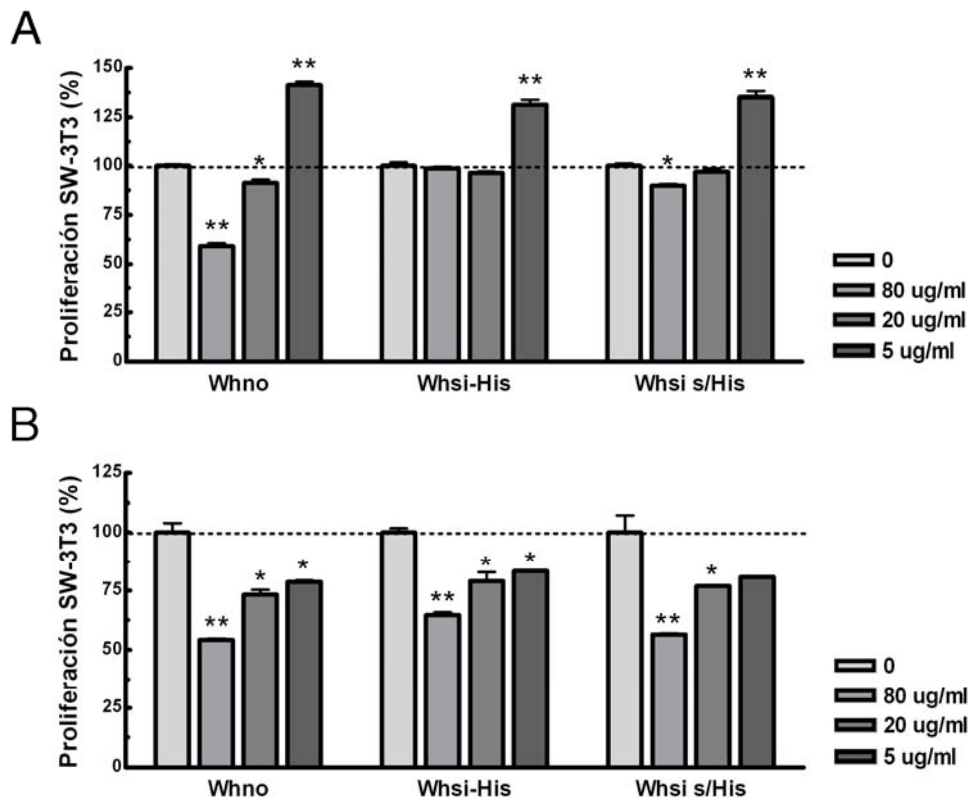 A
Proliferación SW-3T3 (%)
150
125
100
75
50
25
0
**
*
**
**
*
**
Whno
Whsi-His
Whsi s/His
0
80 ug/ml
20 ug/ml
5 ug/ml
B
Proliferación SW-3T3 (%)
125
100
75
50
25
0
**
*
*
**
*
*
**
*
Whno
Whsi-His
Whsi s/His
0
80 ug/ml
20 ug/ml
5 ug/ml